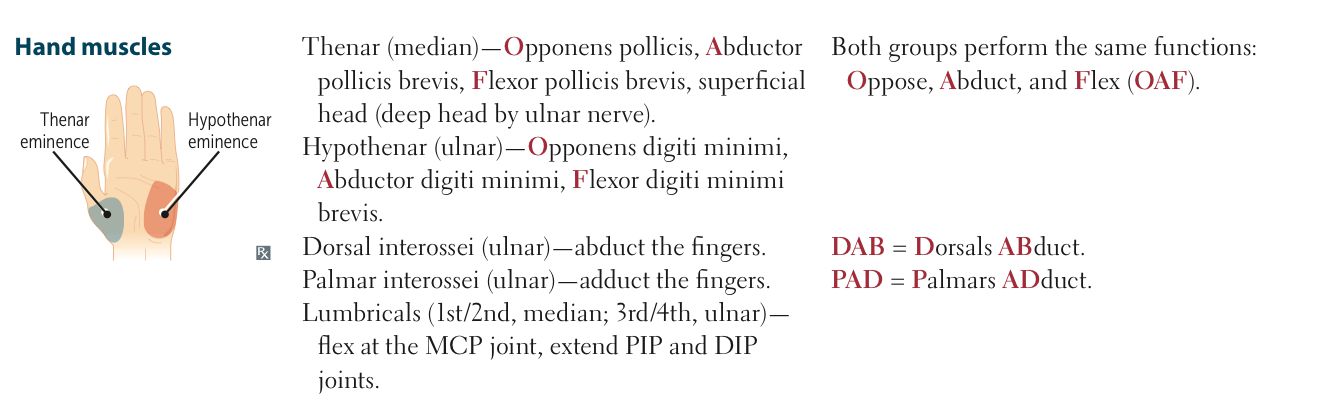 Hand muscles
Thenar
eminence
Hypothenar
eminence
Rx
Thenar (median)—Opponens pollicis, Abductor
pollicis brevis, Flexor pollicis brevis, superficial
head (deep head by ulnar nerve).
Hypothenar (ulnar)—Opponens digiti minimi,
Abductor digiti minimi, Flexor digiti minimi
brevis.
Dorsal interossei (ulnar)—abduct the fingers.
Palmar interossei (ulnar)—adduct the fingers.
Lumbricals (1st/2nd, median; 3rd/4th, ulnar)—
flex at the MCP joint, extend PIP and DIP
joints.
Both groups perform the same functions:
Oppose, Abduct, and Flex (OAF).
DAB = Dorsals ABduct.
PAD = Palmars ADduct.